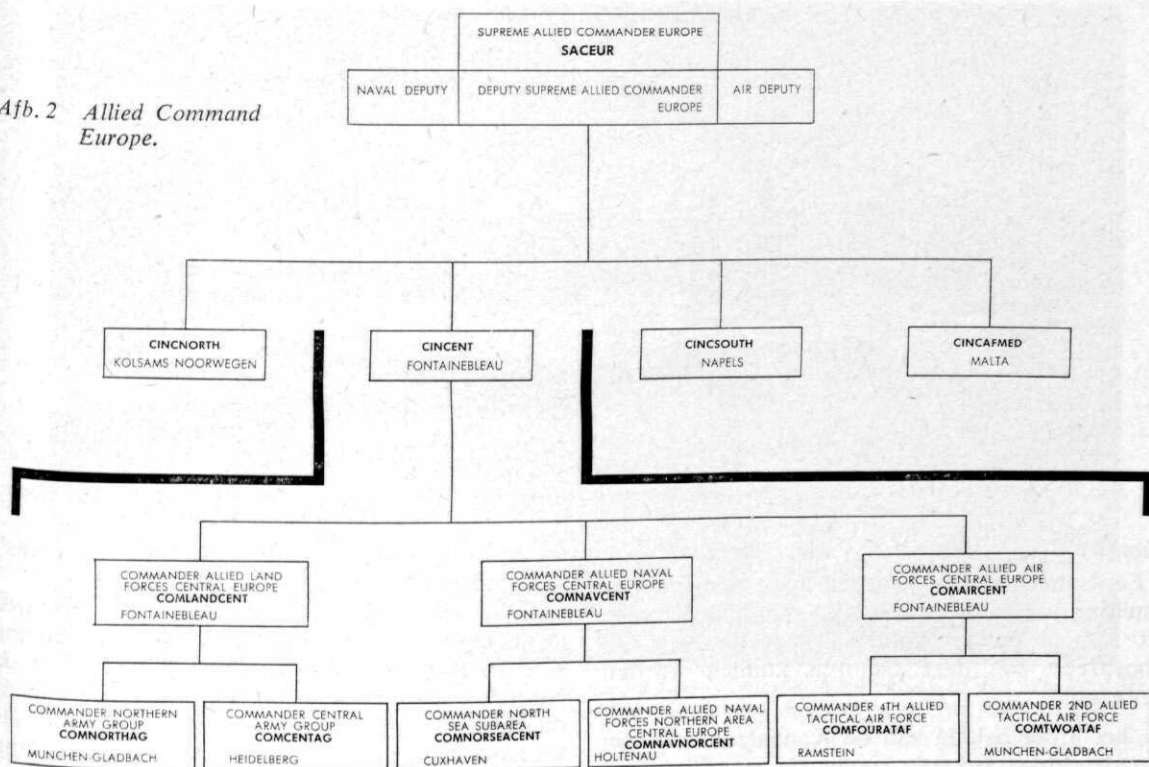 SUPREME ALLIED COMMANDER EUROPE
SACEUR
NAVAL DEPUTY
DEPUTY SUPREME ALLIED COMMANDER
EUROPE
AIR DEPUTY
Afb. 2 Allied Command
Europe.
CINCNORTH
KOLSAMS NOORWEGEN
CINCENT
FONTAINEBLEAU
CINCSOUTH
NAPELS
CINCAFMED
MALTA
COMMANDER ALLIED LAND
FORCES CENTRAL EUROPE
COMLANDCENT
FONTAINEBLEAU
COMMANDER ALLIED NAVAL
FORCES CENTRAL EUROPE
COMNAVCENT
FONTAINEBLEAU
COMMANDER ALLIED AIR
FORCES CENTRAL EUROPE
COMAIRCENT
FONTAINEBLEAU
COMMANDER NORTHERN
ARMY GROUP
COMNORTHAG
MUNCHEN-GLADBACH
COMMANDER CENTRAL
ARMY GROUP
COMCENTAG
HEIDELBERG
COMMANDER NORTH
SEA SUBAREA
COMNORSEACENT
CUXHAVEN
COMMANDER ALLIED NAVAL
FORCES NORTHERN AREA
CENTRAL EUROPE
COMNAVNORCENT
HOLTENAU
COMMANDER 4TH ALLIED
TACTICAL AIR FORCE
COMFOURATAF
RAMSTEIN
COMMANDER 2ND ALLIED
TACTICAL AIR FORCE
COMTWOATAF
MUNCHEN-GLADBACH